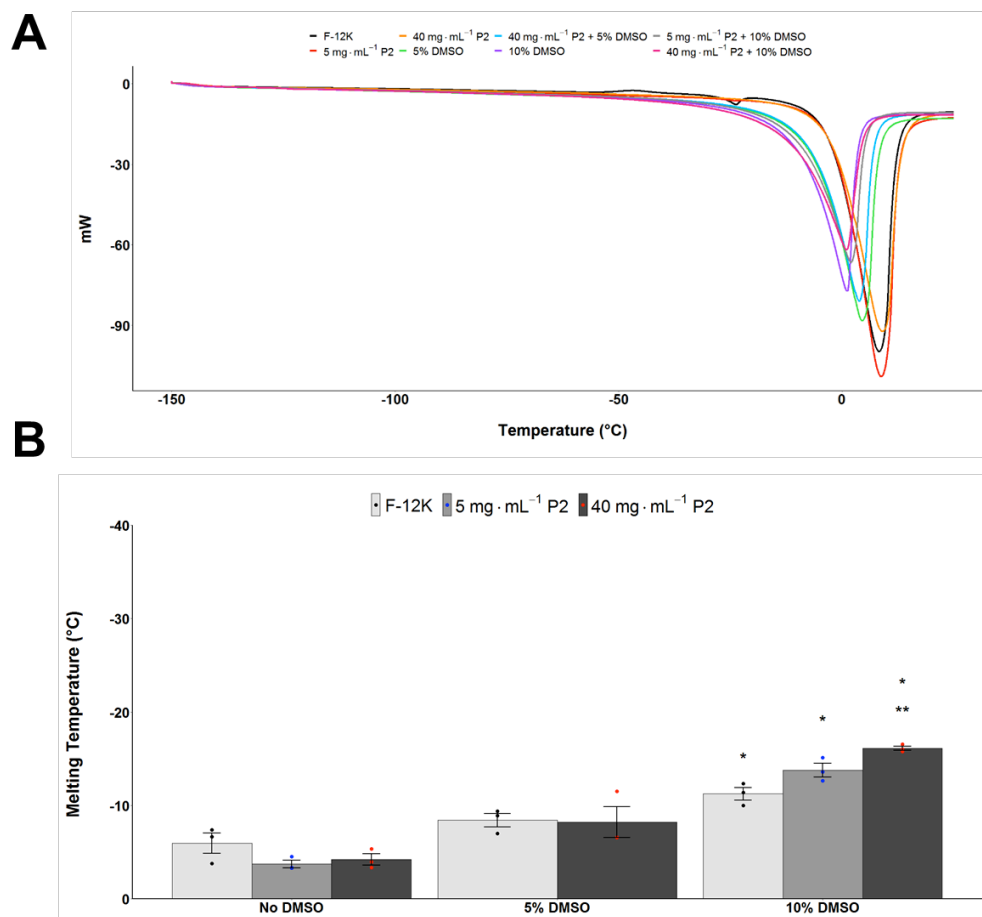 A
F-12K 40 mg · mL⁻¹ P2 40 mg · mL⁻¹ P2 + 5% DMSO 5 mg · mL⁻¹ P2 + 10% DMSO
5 mg · mL⁻¹ P2 5% DMSO 10% DMSO 40 mg · mL⁻¹ P2 + 10% DMSO
0
-30
-60
-90
mW
-150 -100 -50 0
Temperature (°C)
B
F-12K 5 mg · mL⁻¹ P2 40 mg · mL⁻¹ P2
-40
-30
-20
-10
0
Melting Temperature (°C)
* * *
**
No DMSO 5% DMSO 10% DMSO